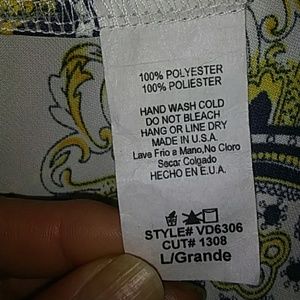 100% POLYESTER
100% POLIESTER
HAND WASH COLD
DO NOT BLEACH
HANG OR LINE DRY
MADE IN U.S.A.
Lave Frio a Mano,No Cloro
Secar Colgado
HECHO EN E.U.A.
STYLE# VD6306
CUT# 1308
L/Grande